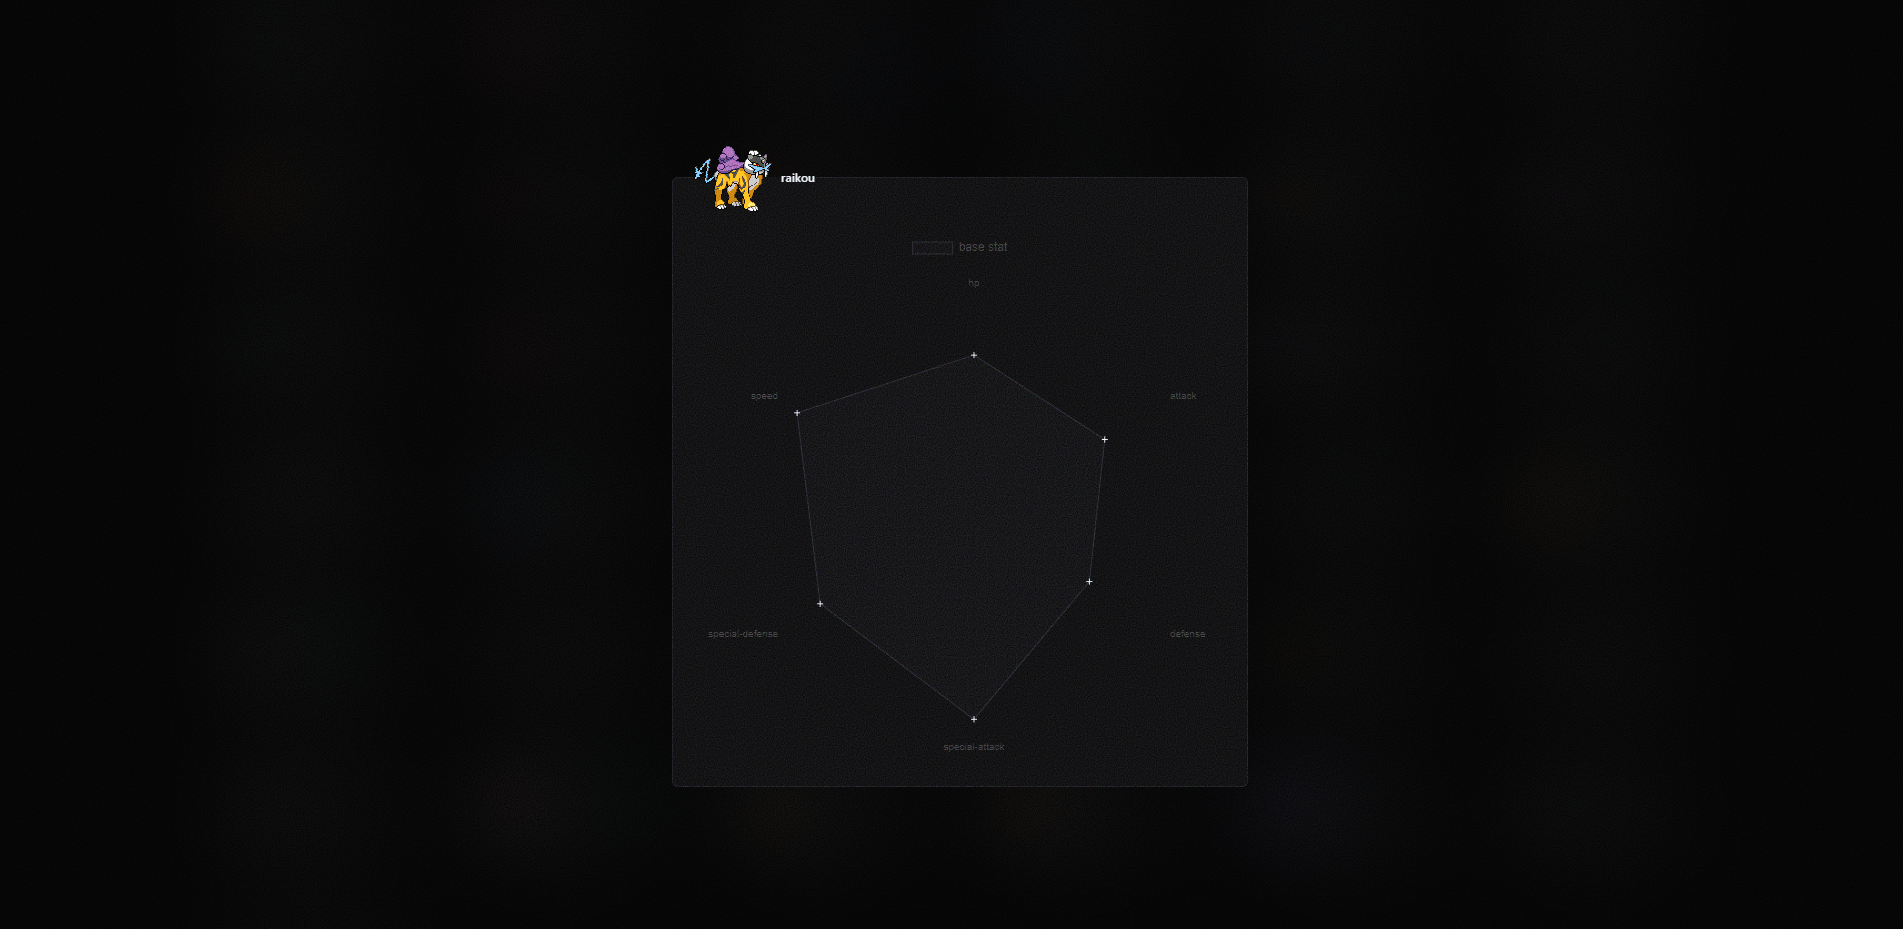 raikou
base stat
hp
speed
attack
special-defense
defense
special-attack